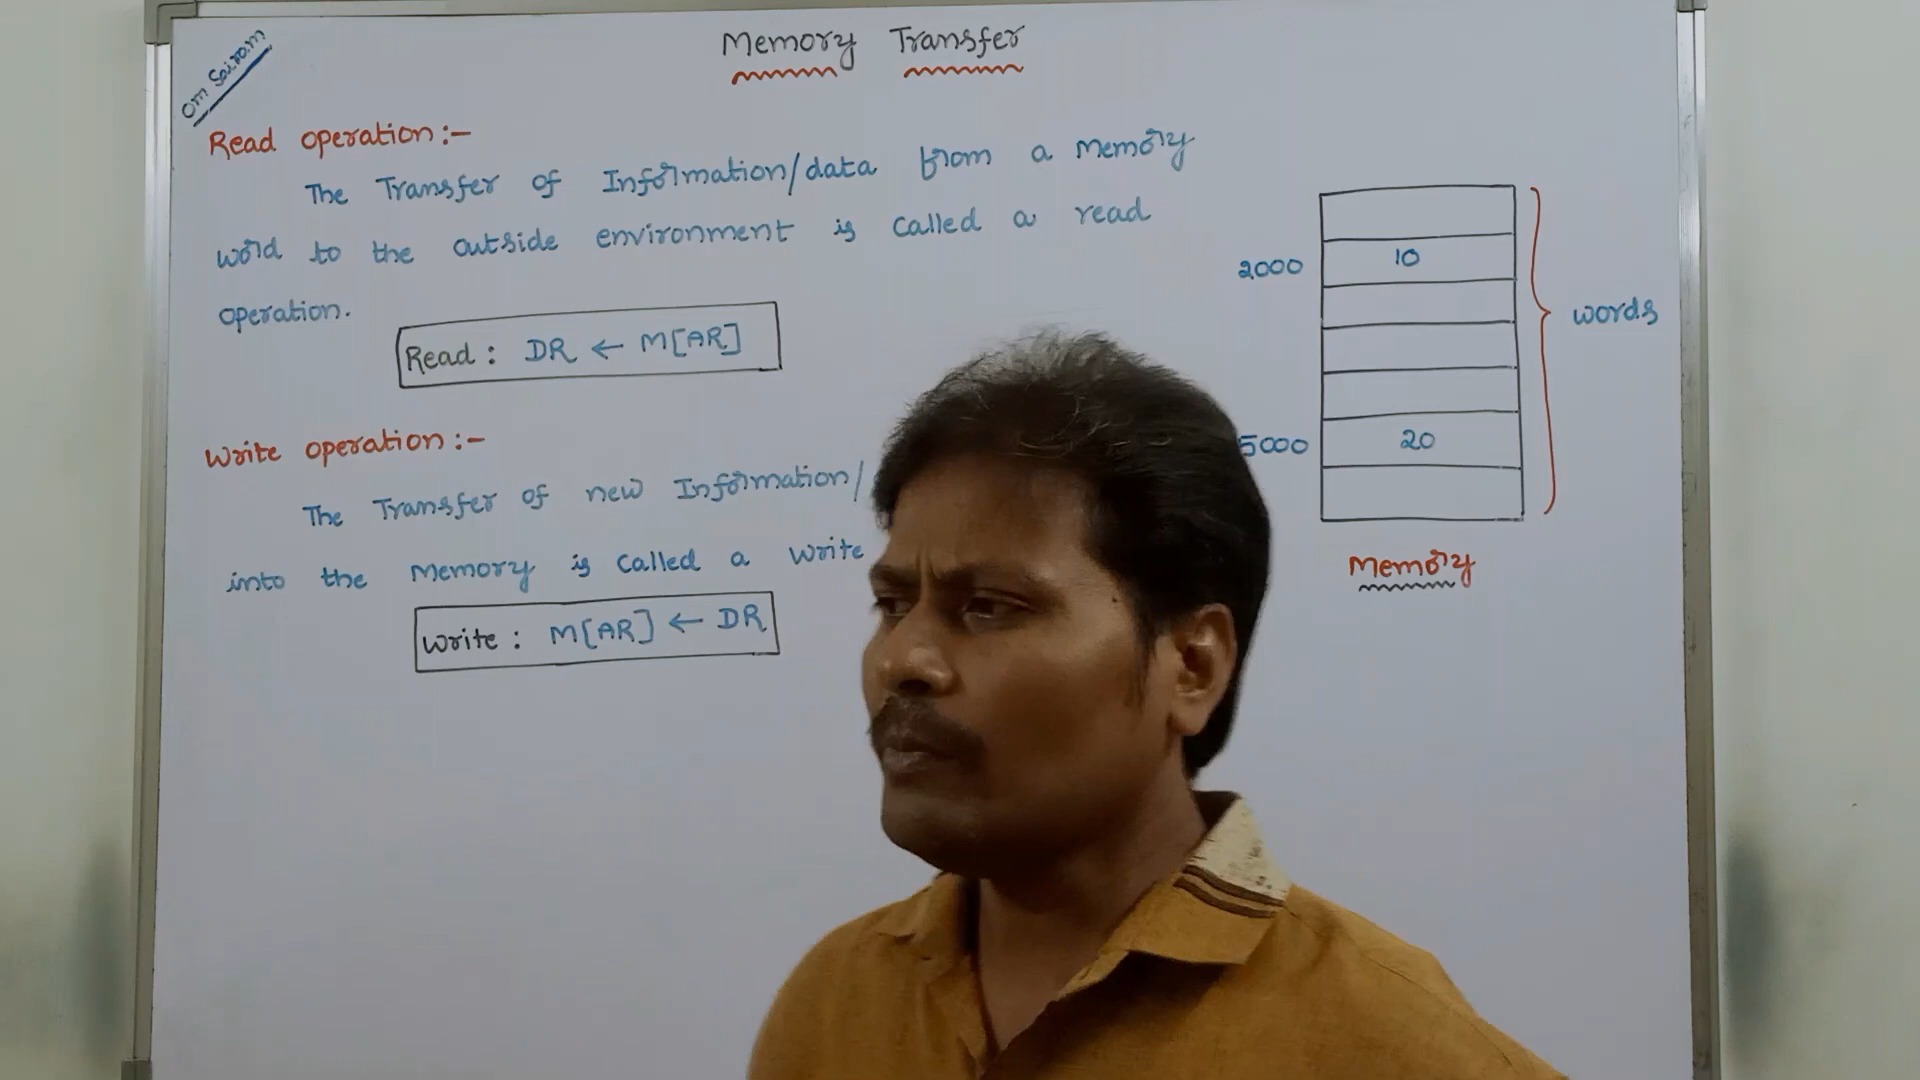 Om Sairam
Memory Transfer
Read operation:-
The Transfer of Information/data from a memory
word to the outside environment is called a read
operation.
Read : DR ← M[AR]
Write operation:-
The Transfer of new Information/
into the Memory is called a write
Write : M[AR] ← DR
2000 10
words
5000 20
Memory